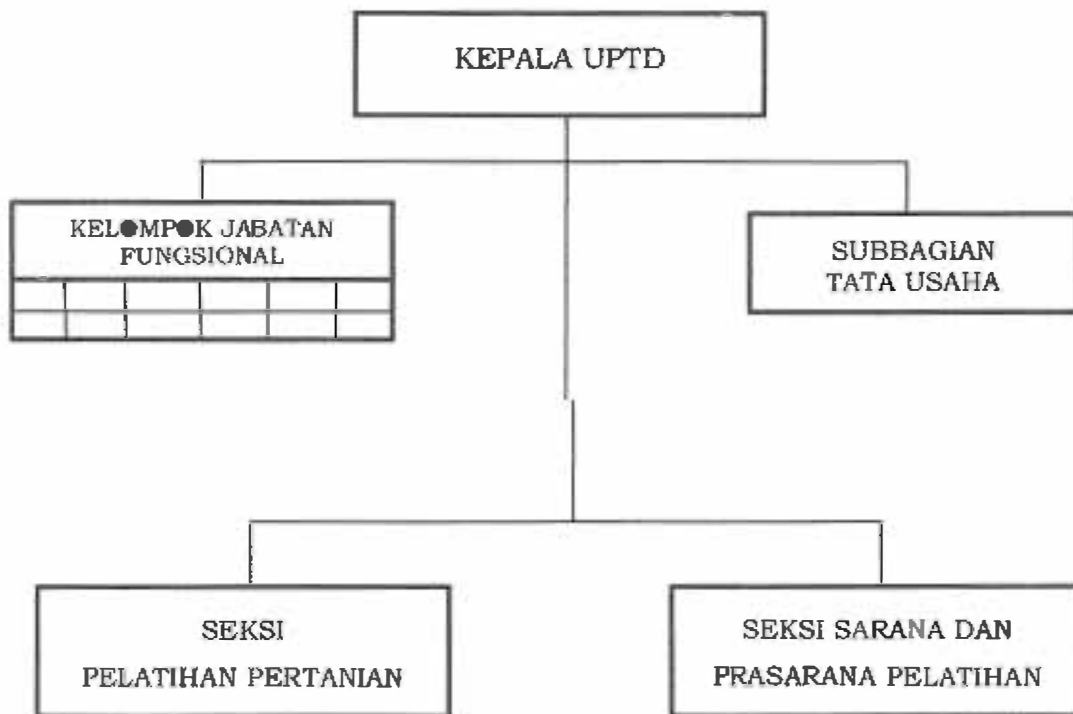 KEPALA UPTD
KELOMPOK JABATAN
FUNGSIONAL
SUBBAGIAN
TATA USAHA
SEKSI
PELATIHAN PERTANIAN
SEKSI SARANA DAN
PRASARANA PELATIHAN